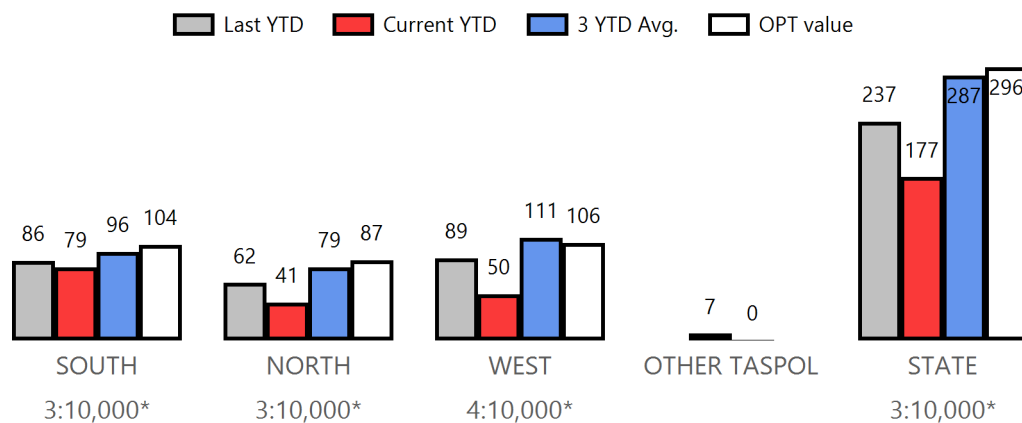 Last YTD Current YTD 3 YTD Avg. OPT value
237 177 287 296
86 79 96 104 62 41 79 87 89 50 111 106 7 0
SOUTH NORTH WEST OTHER TASPOL STATE
3:10,000* 3:10,000* 4:10,000* 3:10,000*